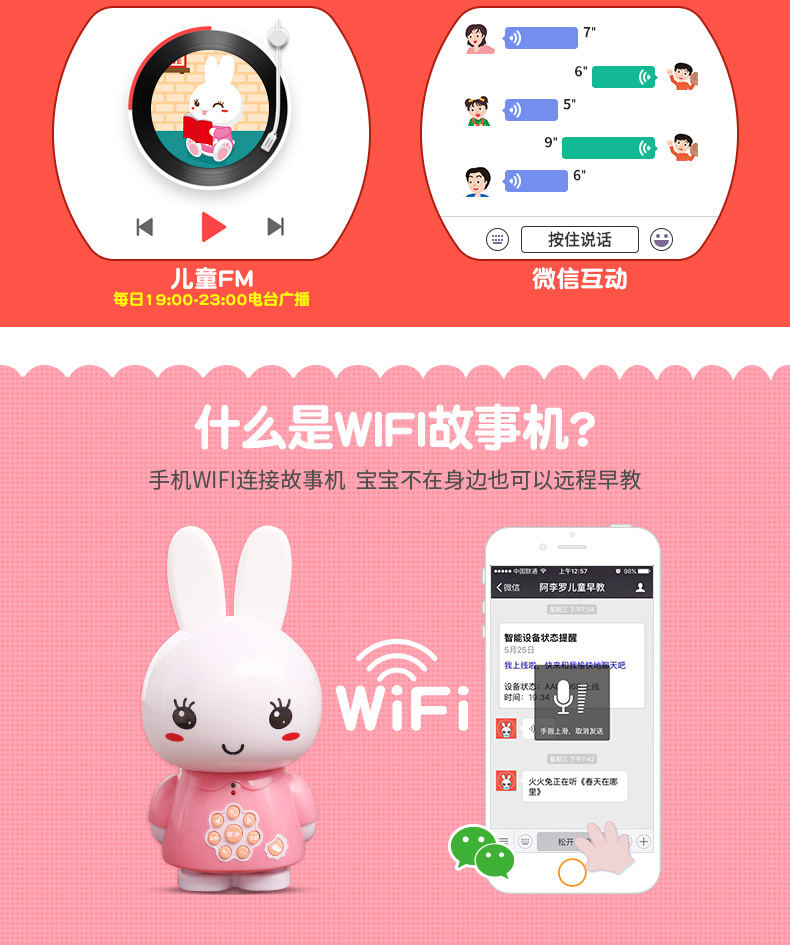 7"
6"
5"
9"
6"
按住说话
儿童FM
每日19:00-23:00电台广播
微信互动
什么是WIFI故事机?
手机WIFI连接故事机 宝宝不在身边也可以远程早教
中国联通
上午12:57
98%
微信
阿李罗儿童早教
星期三 下午7:34
智能设备状态提醒
5月25日
我上线啦，快来和我愉快地聊天吧
设备状态：
上线
时间：19:34
手指上滑，取消发送
WiFi
星期三 下午7:42
火火兔正在听《春天在哪
里》
松开